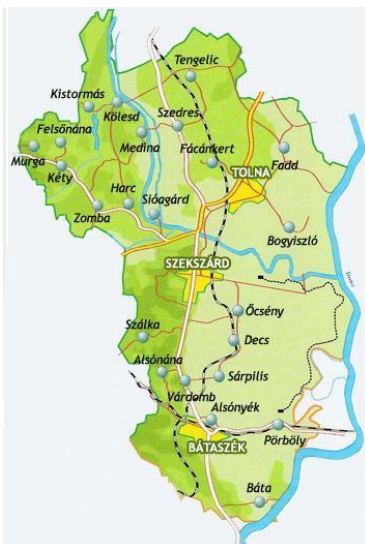 Tengelic
Kistormás
Kölesd
Szedres
Felsőnána
Medina
Fácánkert
Murga
Fadd
TOLNA
Kéty
Harc
Sióagárd
Zomba
Bogyiszló
SZEKSZÁRD
Őcsény
Szálka
Decs
Alsónána
Sárpilis
Várdomb
Alsónyék
Pörböly
BÁTASZÉK
Báta